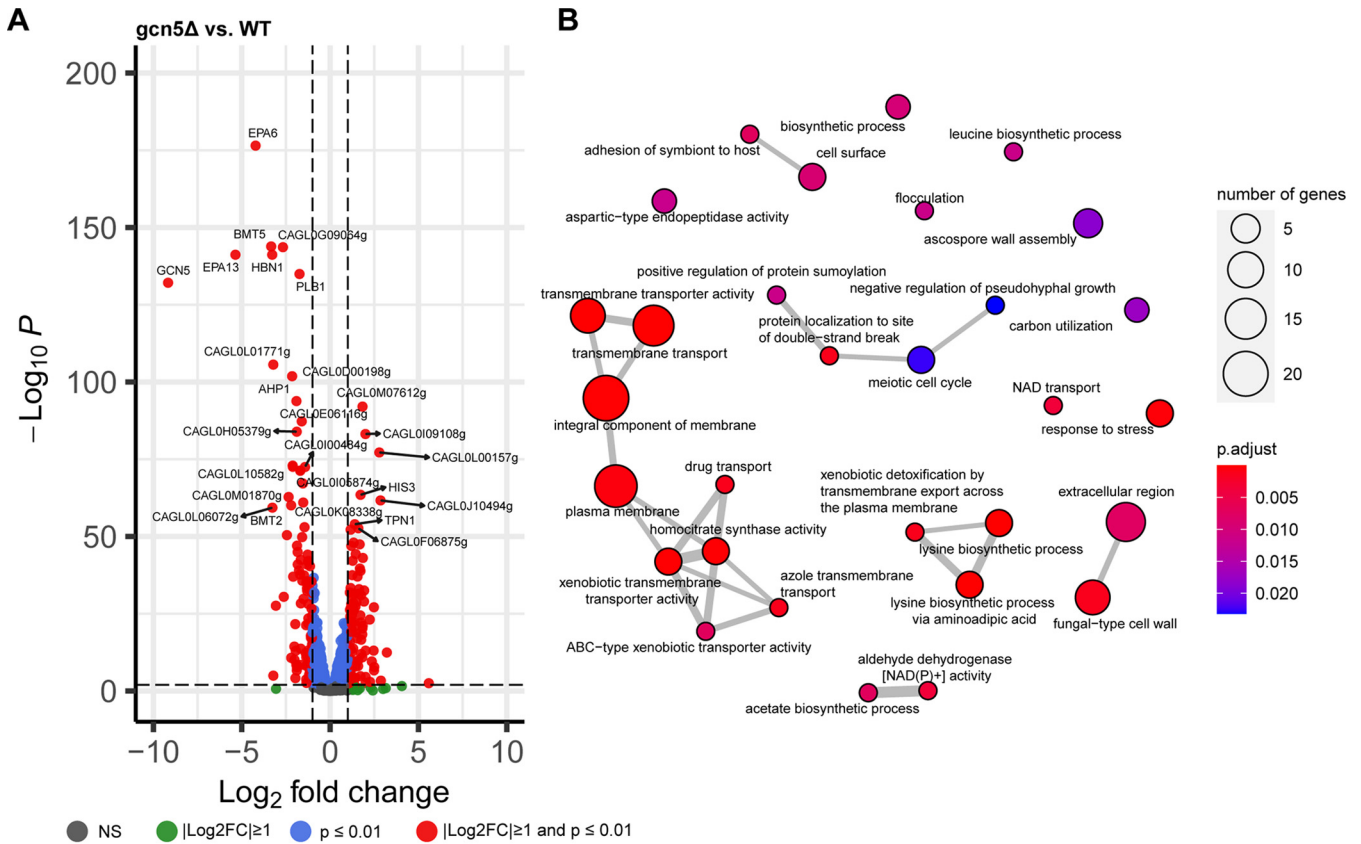 A
gcn5Δ vs. WT
−Log10 P
200
150
100
50
0
EPA6
BMT5
CAGL0G09064g
EPA13
HBN1
GCN5
PLB1
CAGL0L01771g
CAGL0D00198g
AHP1
CAGL0M07612g
CAGL0E06116g
CAGL0H05379g
CAGL0I09108g
CAGL0I00484g
CAGL0L00157g
CAGL0L10582g
CAGL0I05874g
HIS3
CAGL0M01870g
CAGL0J10494g
CAGL0L06072g
BMT2
CAGL0K08338g
TPN1
CAGL0F06875g
−10
−5
0
5
10
Log2 fold change
NS
|Log2FC|≥1
p ≤ 0.01
|Log2FC|≥1 and p ≤ 0.01
B
biosynthetic process
leucine biosynthetic process
adhesion of symbiont to host
cell surface
flocculation
aspartic−type endopeptidase activity
ascospore wall assembly
positive regulation of protein sumoylation
transmembrane transporter activity
negative regulation of pseudohyphal growth
protein localization to site
of double−strand break
carbon utilization
transmembrane transport
meiotic cell cycle
NAD transport
integral component of membrane
response to stress
drug transport
xenobiotic detoxification by
transmembrane export across
the plasma membrane
extracellular region
plasma membrane
homocitrate synthase activity
lysine biosynthetic process
xenobiotic transmembrane
transporter activity
azole transmembrane
transport
lysine biosynthetic process
via aminoadipic acid
fungal−type cell wall
ABC−type xenobiotic transporter activity
aldehyde dehydrogenase
[NAD(P)+] activity
acetate biosynthetic process
number of genes
5
10
15
20
p.adjust
0.005
0.010
0.015
0.020